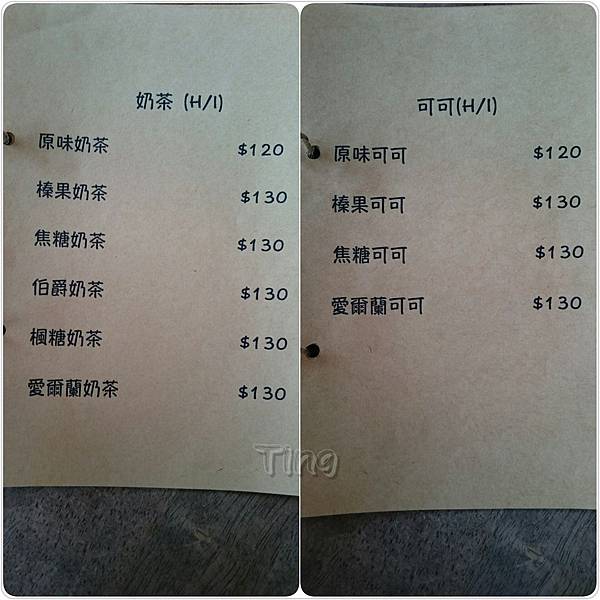 奶茶 (H/I)
原味奶茶 $120
榛果奶茶 $130
焦糖奶茶 $130
伯爵奶茶 $130
楓糖奶茶 $130
愛爾蘭奶茶 $130
可可(H/I)
原味可可 $120
榛果可可 $130
焦糖可可 $130
愛爾蘭可可 $130
Ting